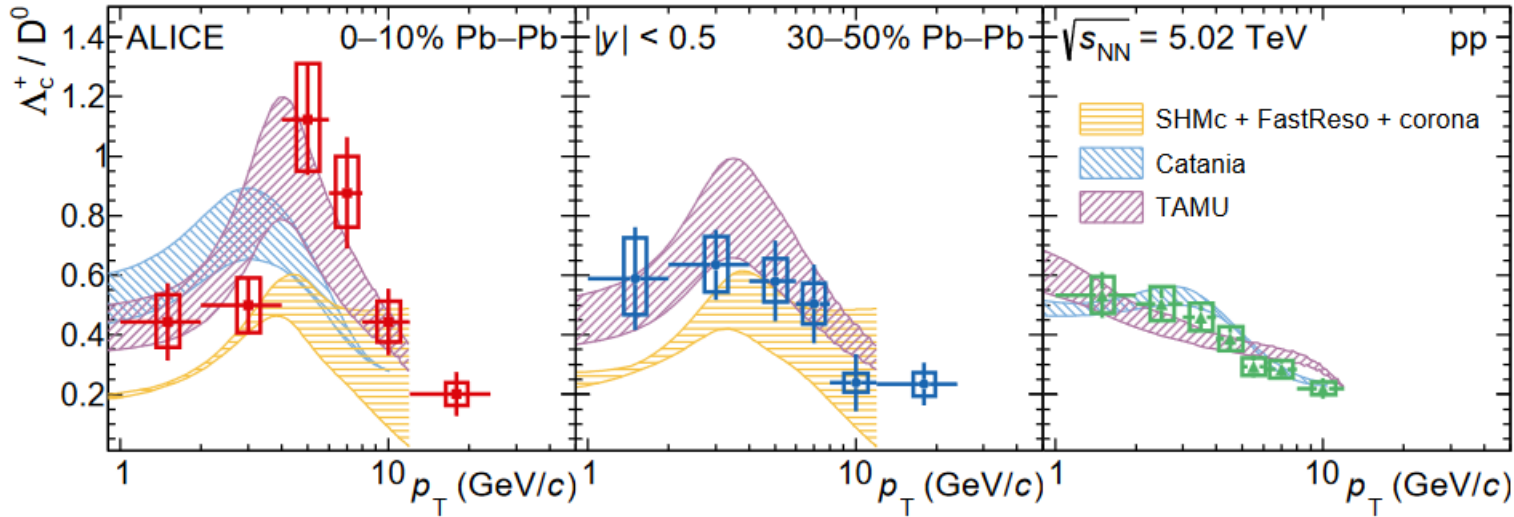 Λc+ / D0
ALICE 0–10% Pb–Pb
|y| < 0.5 30–50% Pb–Pb
√sNN = 5.02 TeV pp
SHMc + FastReso + corona
Catania
TAMU
1.4
1.2
1
0.8
0.6
0.4
0.2
1 10
pT (GeV/c)
1 10
pT (GeV/c)
1 10
pT (GeV/c)